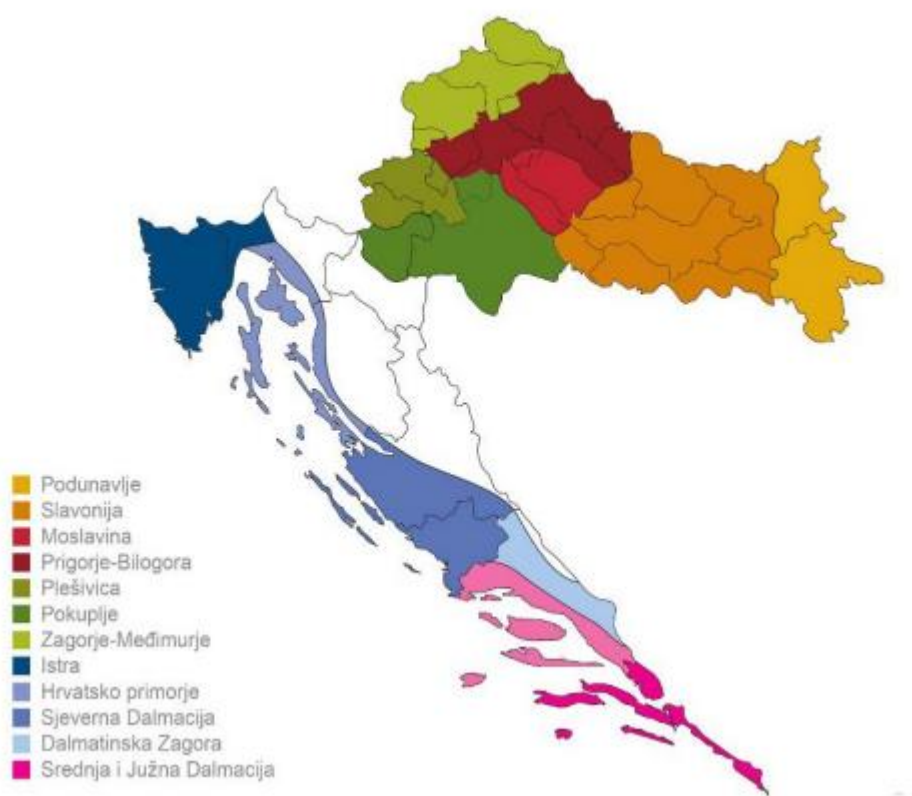 Podunavlje
Slavonija
Moslavina
Prigorje-Bilogora
Plešivica
Pokuplje
Zagorje-Međimurje
Istra
Hrvatsko primorje
Sjeverna Dalmacija
Dalmatinska Zagora
Srednja i Južna Dalmacija